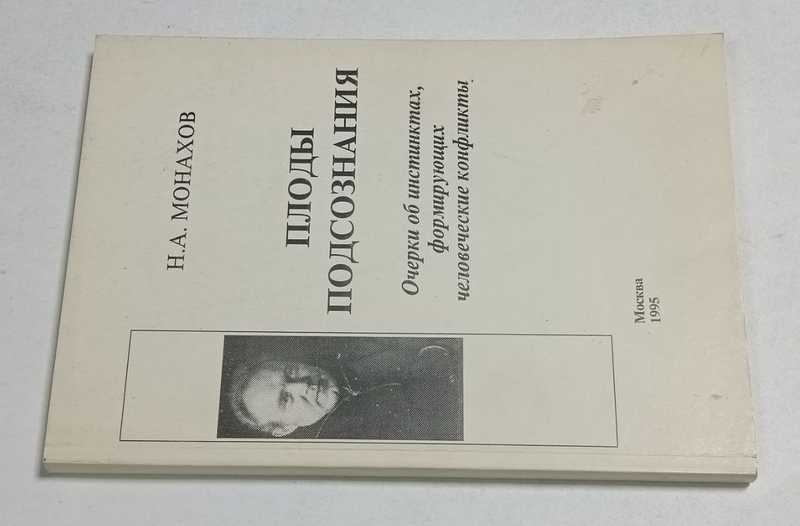 Н.А. МОНАХОВ
ПЛОДЫ
ПОДСОЗНАНИЯ
Очерки об инстинктах,
формирующих
человеческие конфликты
Москва
1995